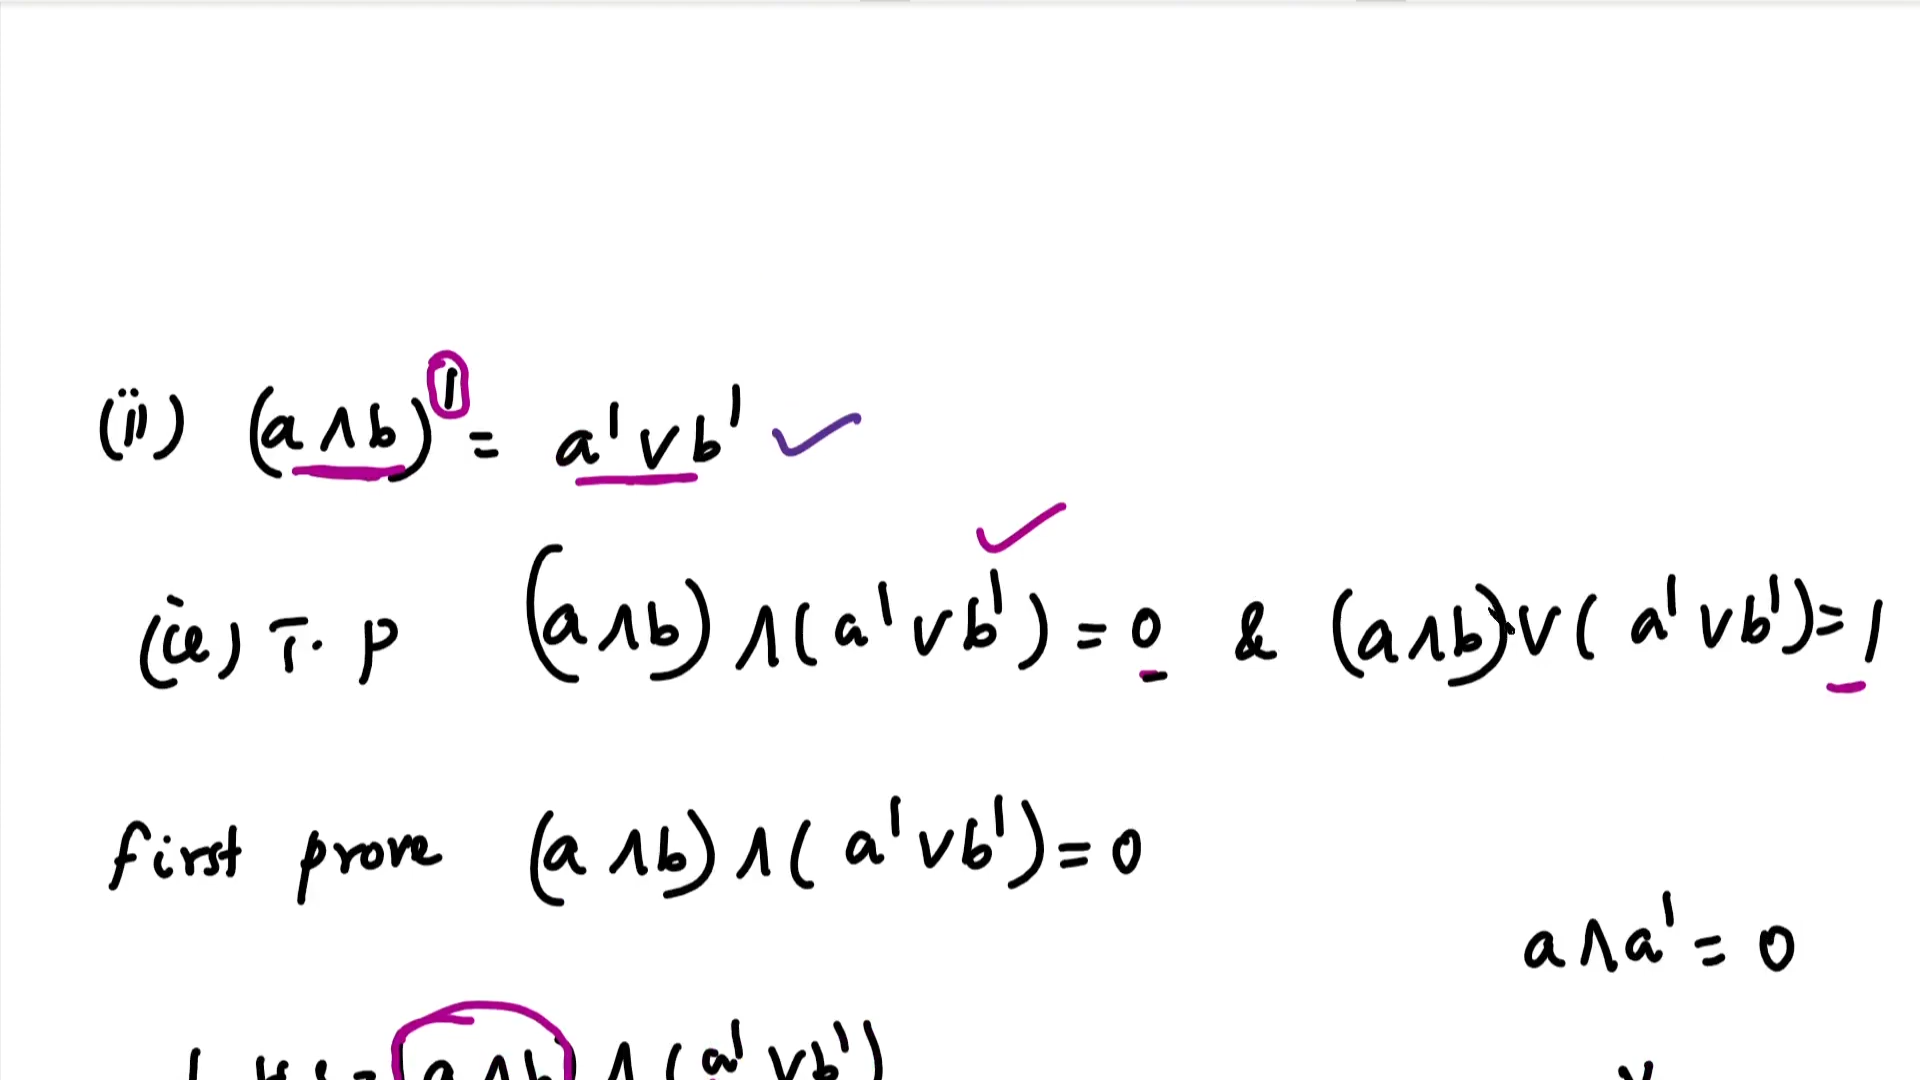 (ii) (a ∧ b)' = a' ∨ b' ✓
(ie) T. P (a ∧ b) ∧ ( a' ∨ b' ) = 0 & (a ∧ b) ∨ ( a' ∨ b') = 1
first prove (a ∧ b) ∧ ( a' ∨ b') = 0
a ∧ a' = 0
(a' ∨ b')